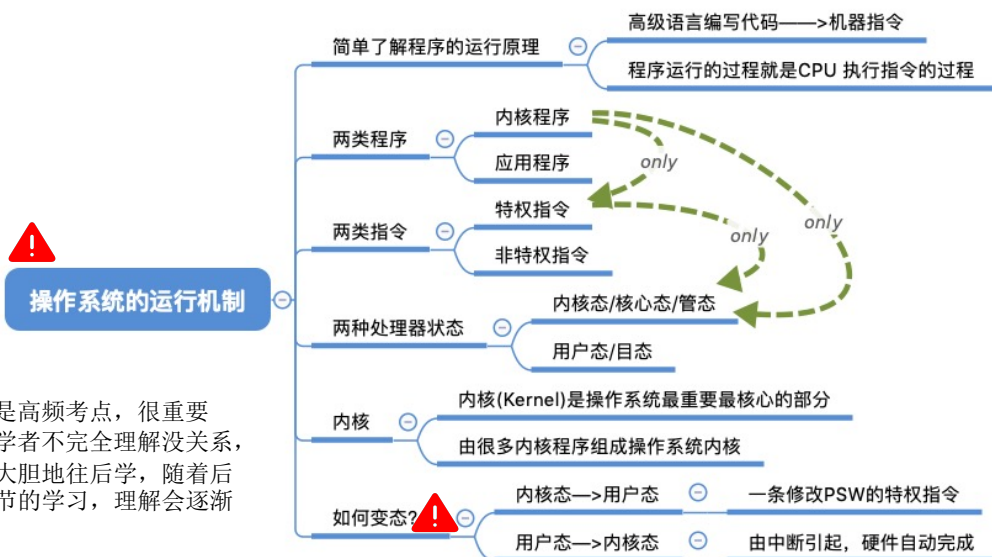 高级语言编写代码——>机器指令
简单了解程序的运行原理
程序运行的过程就是CPU 执行指令的过程
内核程序
两类程序
应用程序
only
特权指令
两类指令
only
only
非特权指令
操作系统的运行机制
内核态/核心态/管态
两种处理器状态
用户态/目态
是高频考点，很重要
学者不完全理解没关系，
大胆地往后学，随着后
节的学习，理解会逐渐
内核(Kernel)是操作系统最重要最核心的部分
内核
由很多内核程序组成操作系统内核
内核态—>用户态
一条修改PSW的特权指令
如何变态?
用户态—>内核态
由中断引起，硬件自动完成